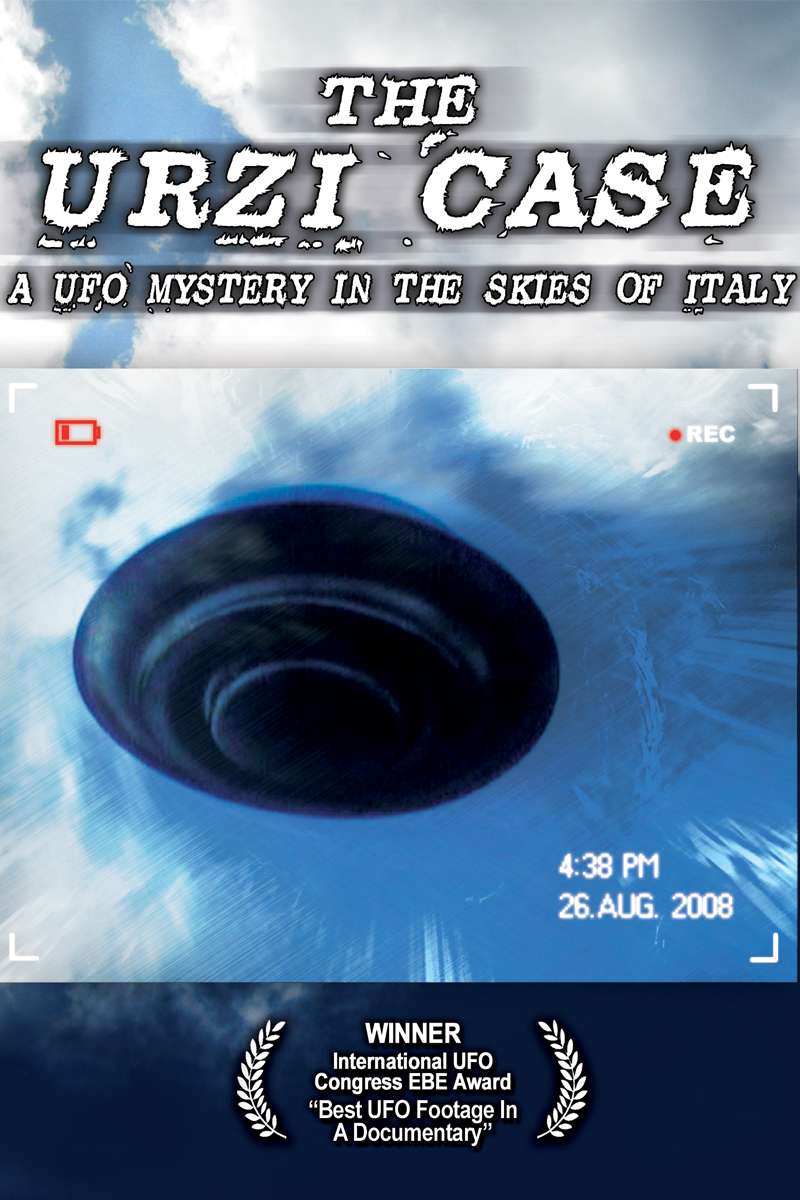 THE
URZI CASE
A UFO MYSTERY IN THE SKIES OF ITALY
REC
4:38 PM
26.AUG. 2008
WINNER
International UFO
Congress EBE Award
“Best UFO Footage In
A Documentary”